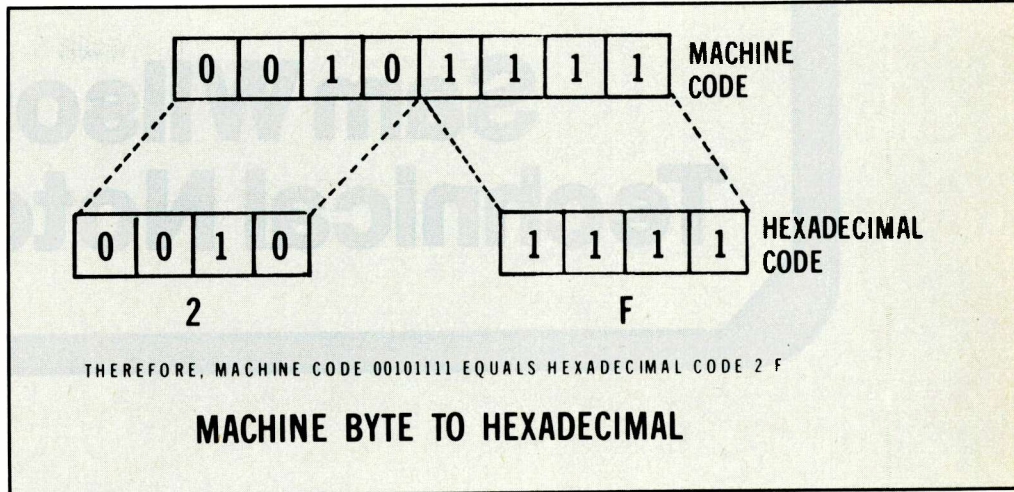 0 0 1 0 1 1 1 1 MACHINE
CODE
0 0 1 0 1 1 1 1 HEXADECIMAL
CODE
2 F
THEREFORE, MACHINE CODE 00101111 EQUALS HEXADECIMAL CODE 2 F
MACHINE BYTE TO HEXADECIMAL